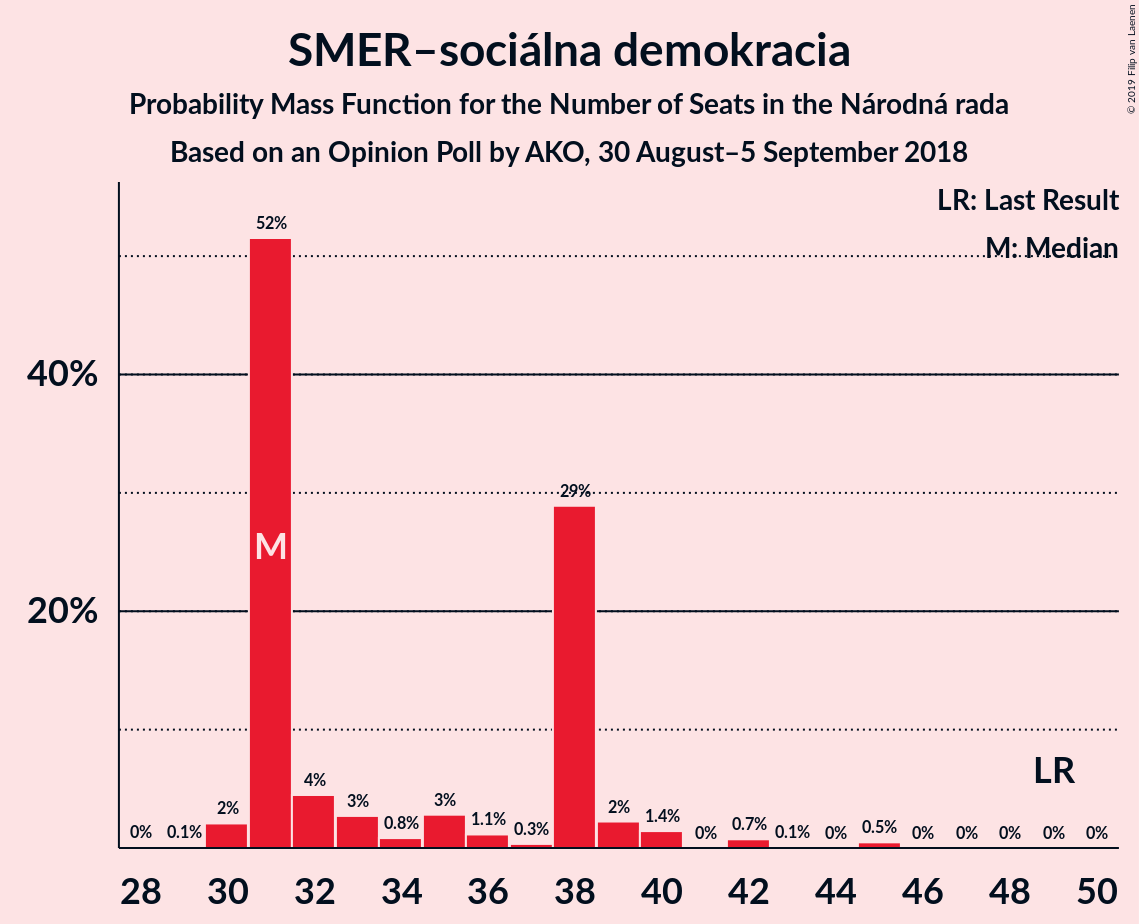 SMER–sociálna demokracia
Probability Mass Function for the Number of Seats in the Národná rada
Based on an Opinion Poll by AKO, 30 August–5 September 2018
© 2019 Filip van Laenen
LR: Last Result
M: Median
40%
20%
0% 0.1% 2% 52% 4% 3% 0.8% 3% 1.1% 0.3% 29% 2% 1.4% 0% 0.7% 0.1% 0% 0.5% 0% 0% 0% 0% 0%
M
LR
28 30 32 34 36 38 40 42 44 46 48 50